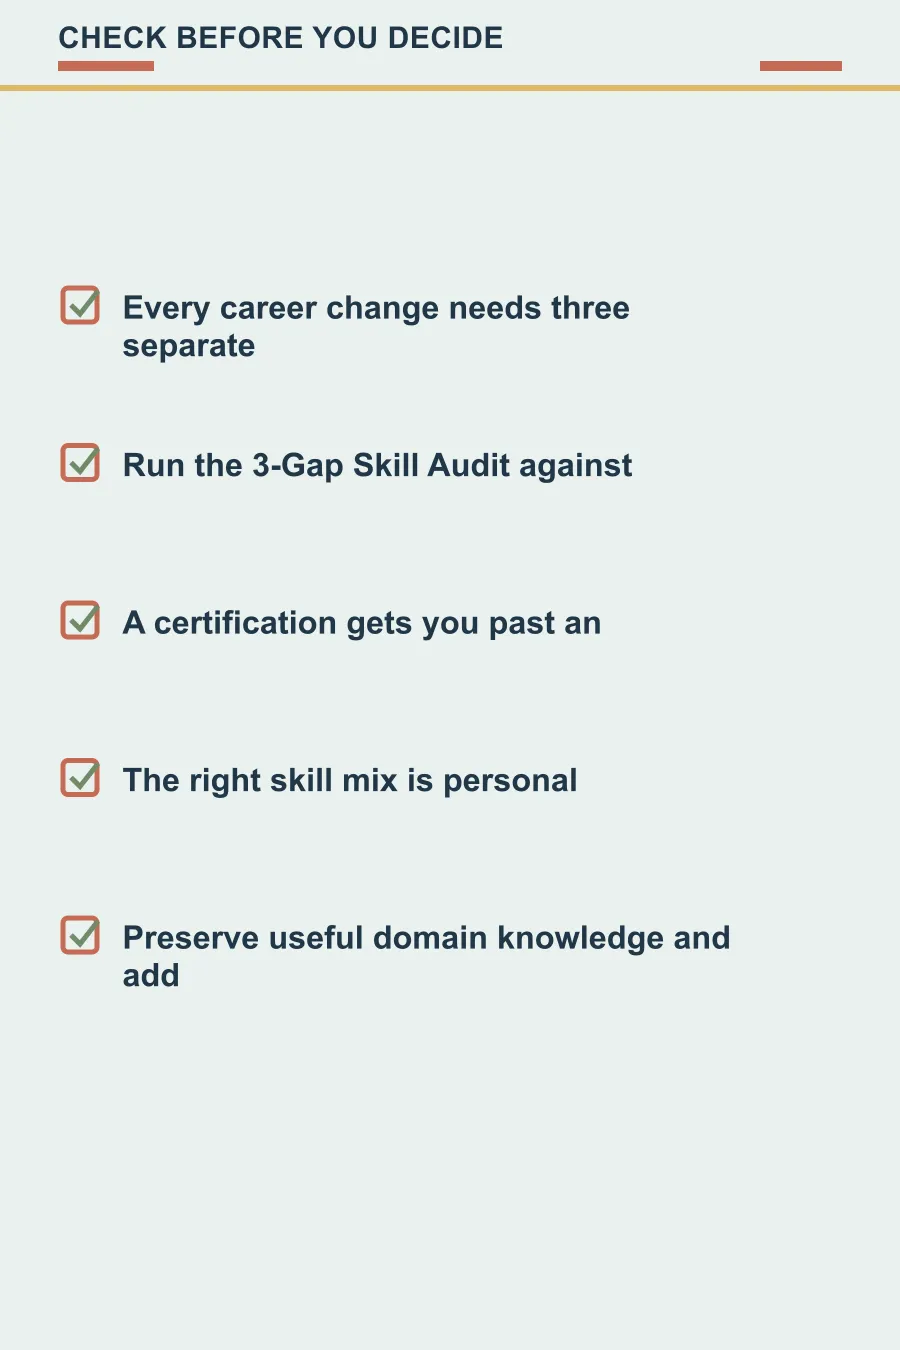 CHECK BEFORE YOU DECIDE
Every career change needs three
separate
Run the 3-Gap Skill Audit against
A certification gets you past an
The right skill mix is personal
Preserve useful domain knowledge and
add